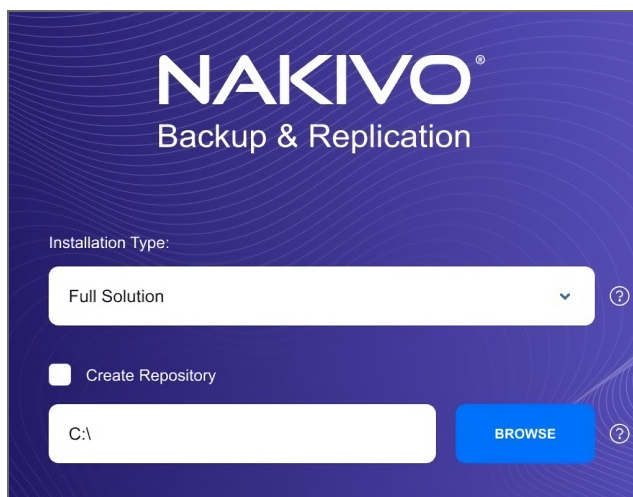 NAKIVO®
Backup & Replication
Installation Type:
Full Solution
?
Create Repository
C:\
BROWSE
?